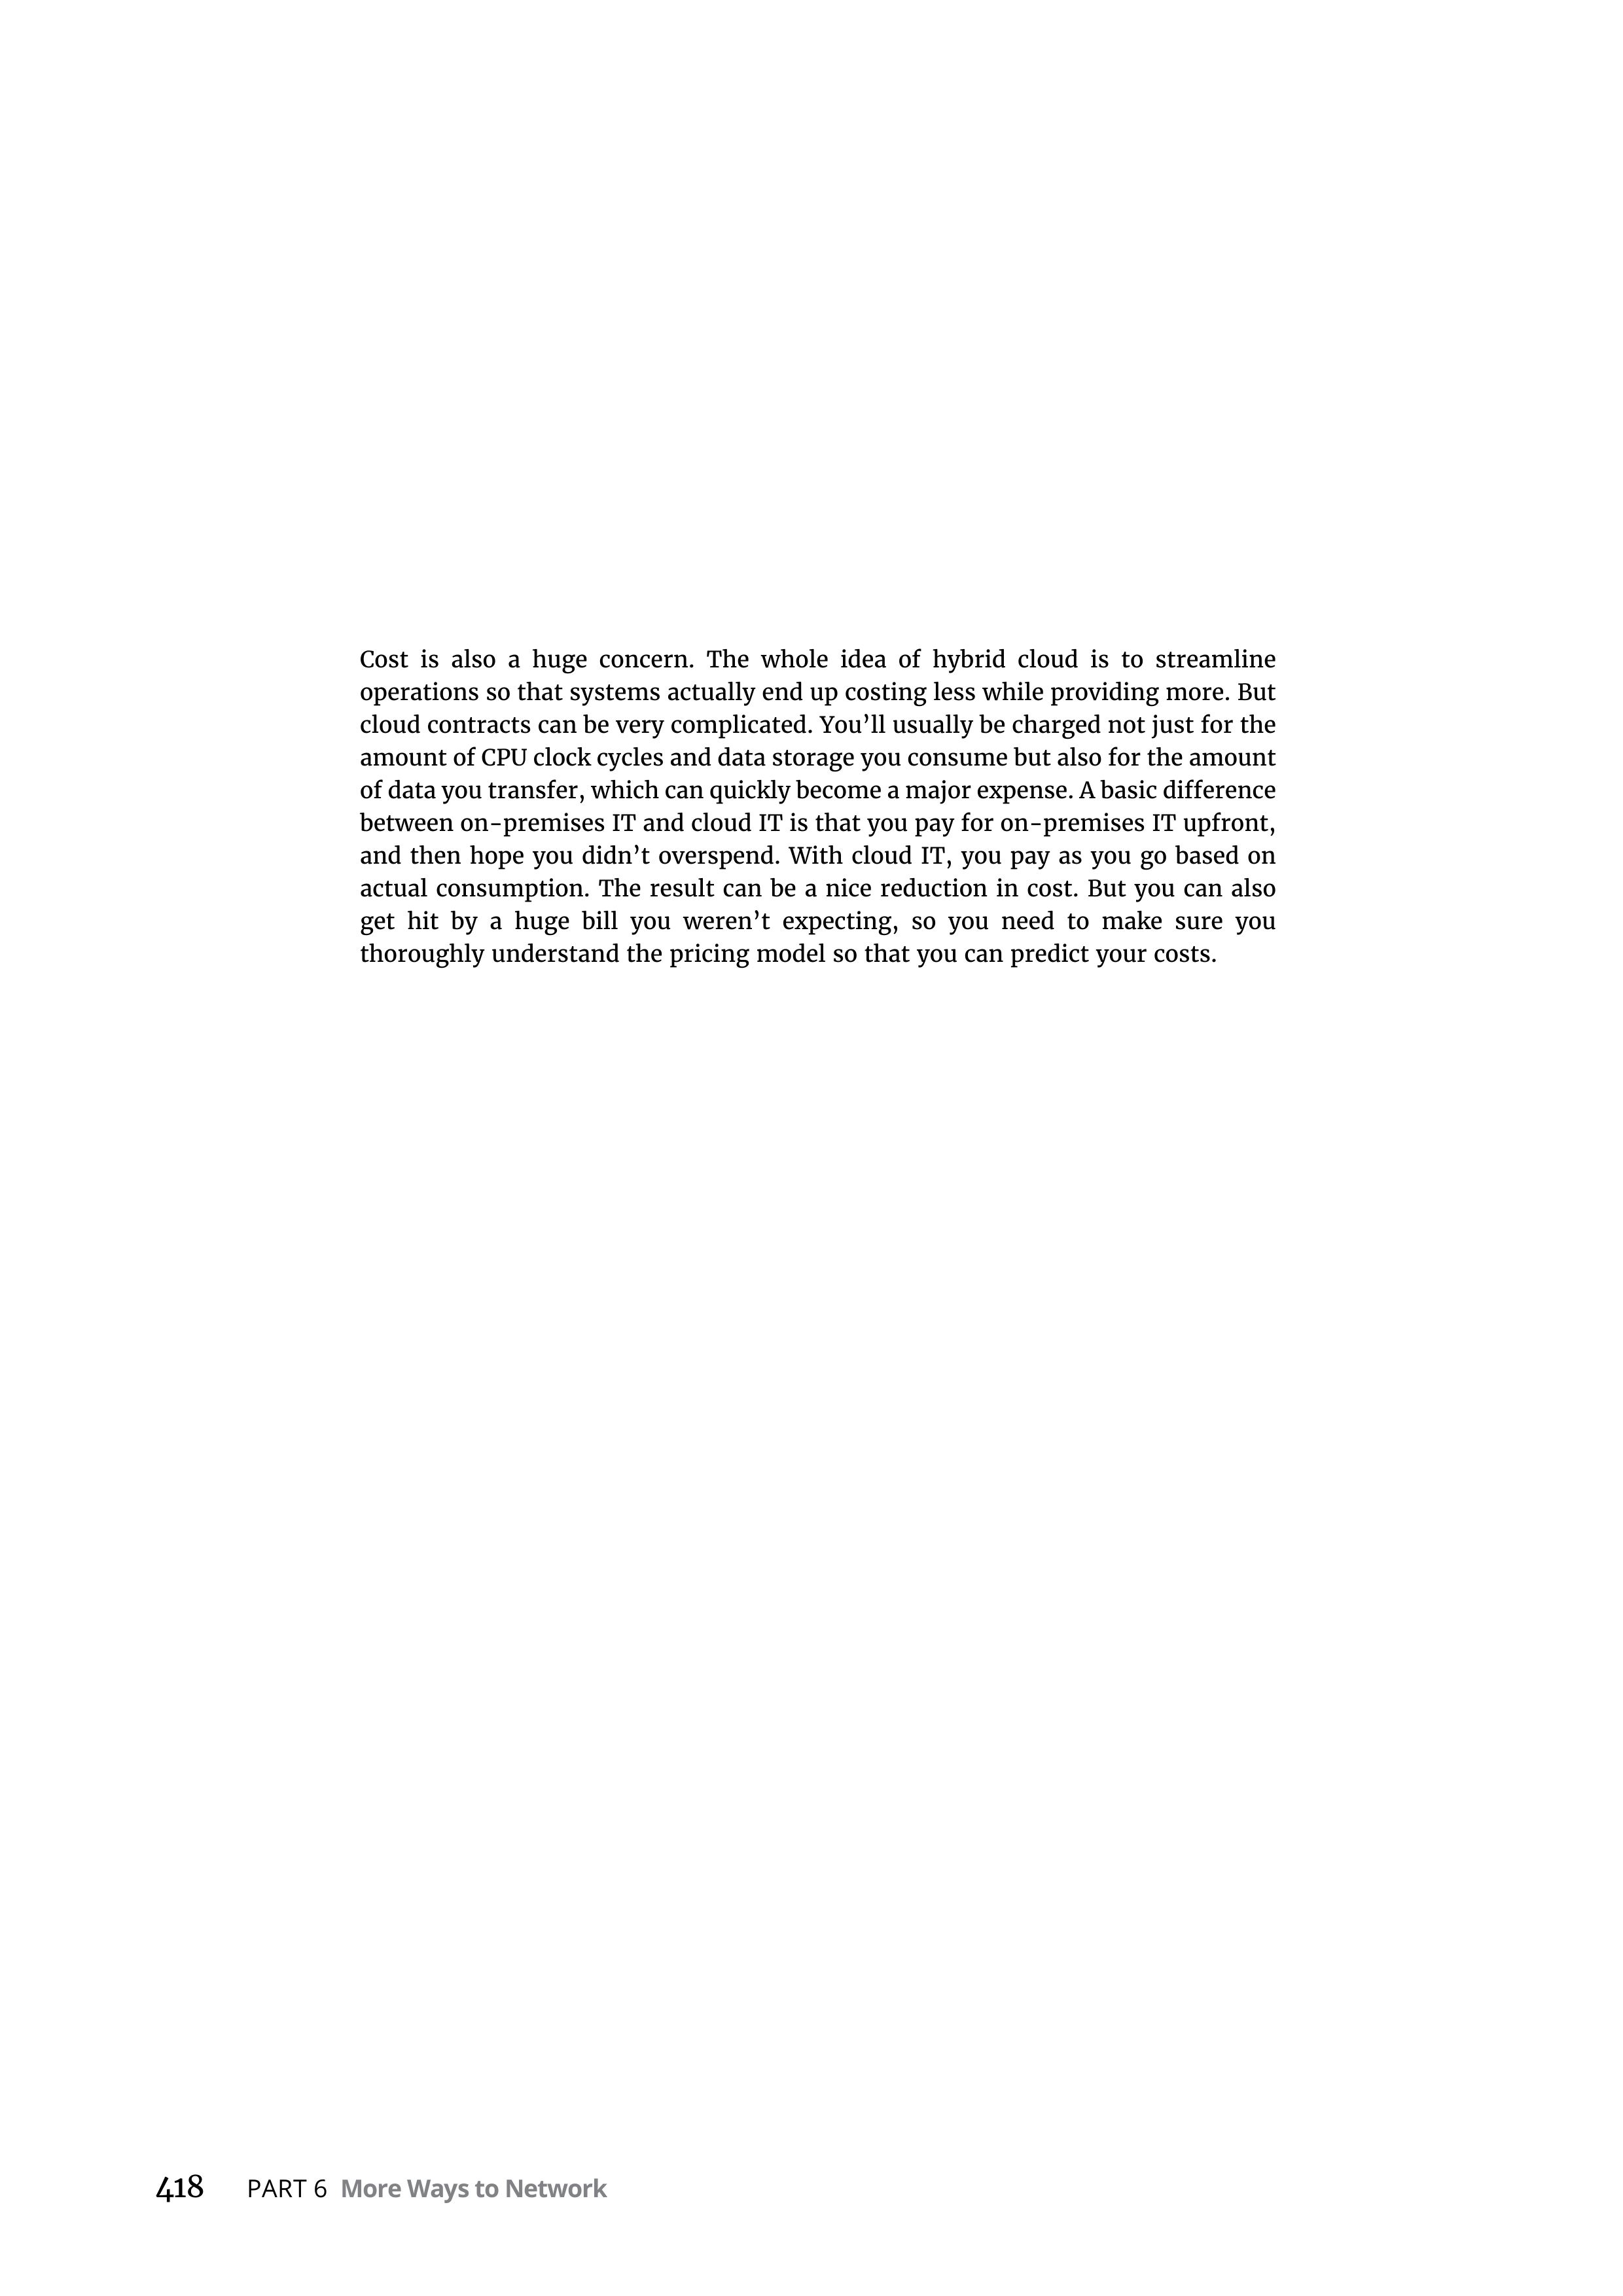 Cost is also a huge concern. The whole idea of hybrid cloud is to streamline
operations so that systems actually end up costing less while providing more. But
cloud contracts can be very complicated. You’ll usually be charged not just for the
amount of CPU clock cycles and data storage you consume but also for the amount
of data you transfer, which can quickly become a major expense. A basic difference
between on-premises IT and cloud IT is that you pay for on-premises IT upfront,
and then hope you didn’t overspend. With cloud IT, you pay as you go based on
actual consumption. The result can be a nice reduction in cost. But you can also
get hit by a huge bill you weren’t expecting, so you need to make sure you
thoroughly understand the pricing model so that you can predict your costs.
418 PART 6 More Ways to Network